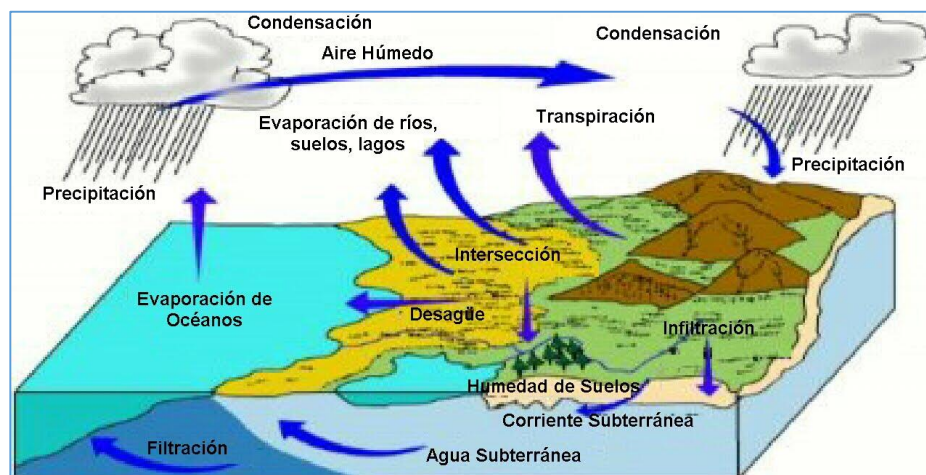 Condensación
Condensación
Aire Húmedo
Evaporación de ríos,
suelos, lagos
Transpiración
Precipitación
Precipitación
Intersección
Evaporación de
Océanos
Desagüe
Infiltración
Humedad de Suelos
Corriente Subterránea
Filtración
Agua Subterránea